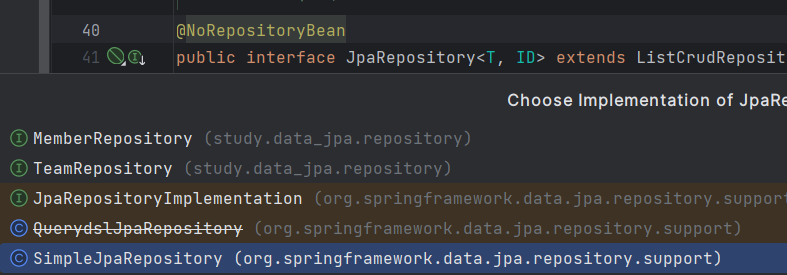 40 @NoRepositoryBean
41 public interface JpaRepository<T, ID> extends ListCrudReposit
Choose Implementation of JpaRe
MemberRepository (study.data_jpa.repository)
TeamRepository (study.data_jpa.repository)
JpaRepositoryImplementation (org.springframework.data.jpa.repository.support
QuerydslJpaRepository (org.springframework.data.jpa.repository.support)
SimpleJpaRepository (org.springframework.data.jpa.repository.support)